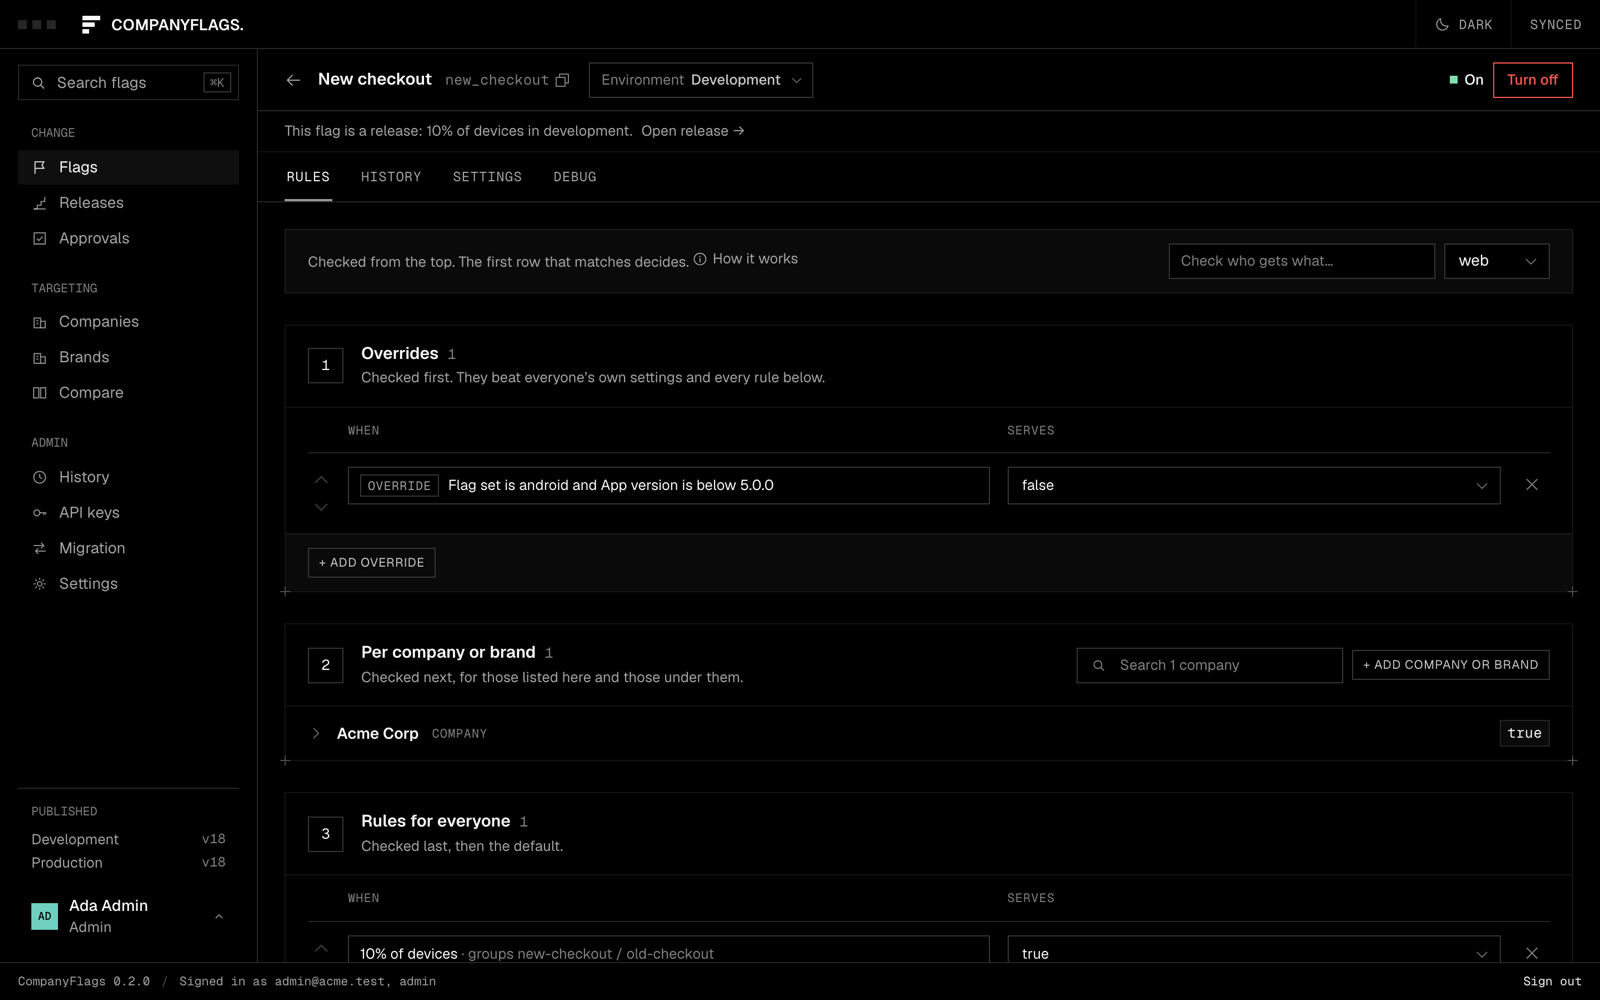 COMPANYFLAGS.
DARK
SYNCED
Search flags ⌘K
CHANGE
Flags
Releases
Approvals
TARGETING
Companies
Brands
Compare
ADMIN
History
API keys
Migration
Settings
PUBLISHED
Development v18
Production v18
AD
Ada Admin
Admin
New checkout new_checkout Environment Development On Turn off
This flag is a release: 10% of devices in development. Open release →
RULES HISTORY SETTINGS DEBUG
Checked from the top. The first row that matches decides. How it works Check who gets what... web
1 Overrides 1
Checked first. They beat everyone's own settings and every rule below.
WHEN SERVES
OVERRIDE Flag set is android and App version is below 5.0.0 false
+ ADD OVERRIDE
2 Per company or brand 1
Checked next, for those listed here and those under them.
Search 1 company + ADD COMPANY OR BRAND
Acme Corp COMPANY true
3 Rules for everyone 1
Checked last, then the default.
WHEN SERVES
10% of devices · groups new-checkout / old-checkout true
CompanyFlags 0.2.0 / Signed in as admin@acme.test, admin Sign out